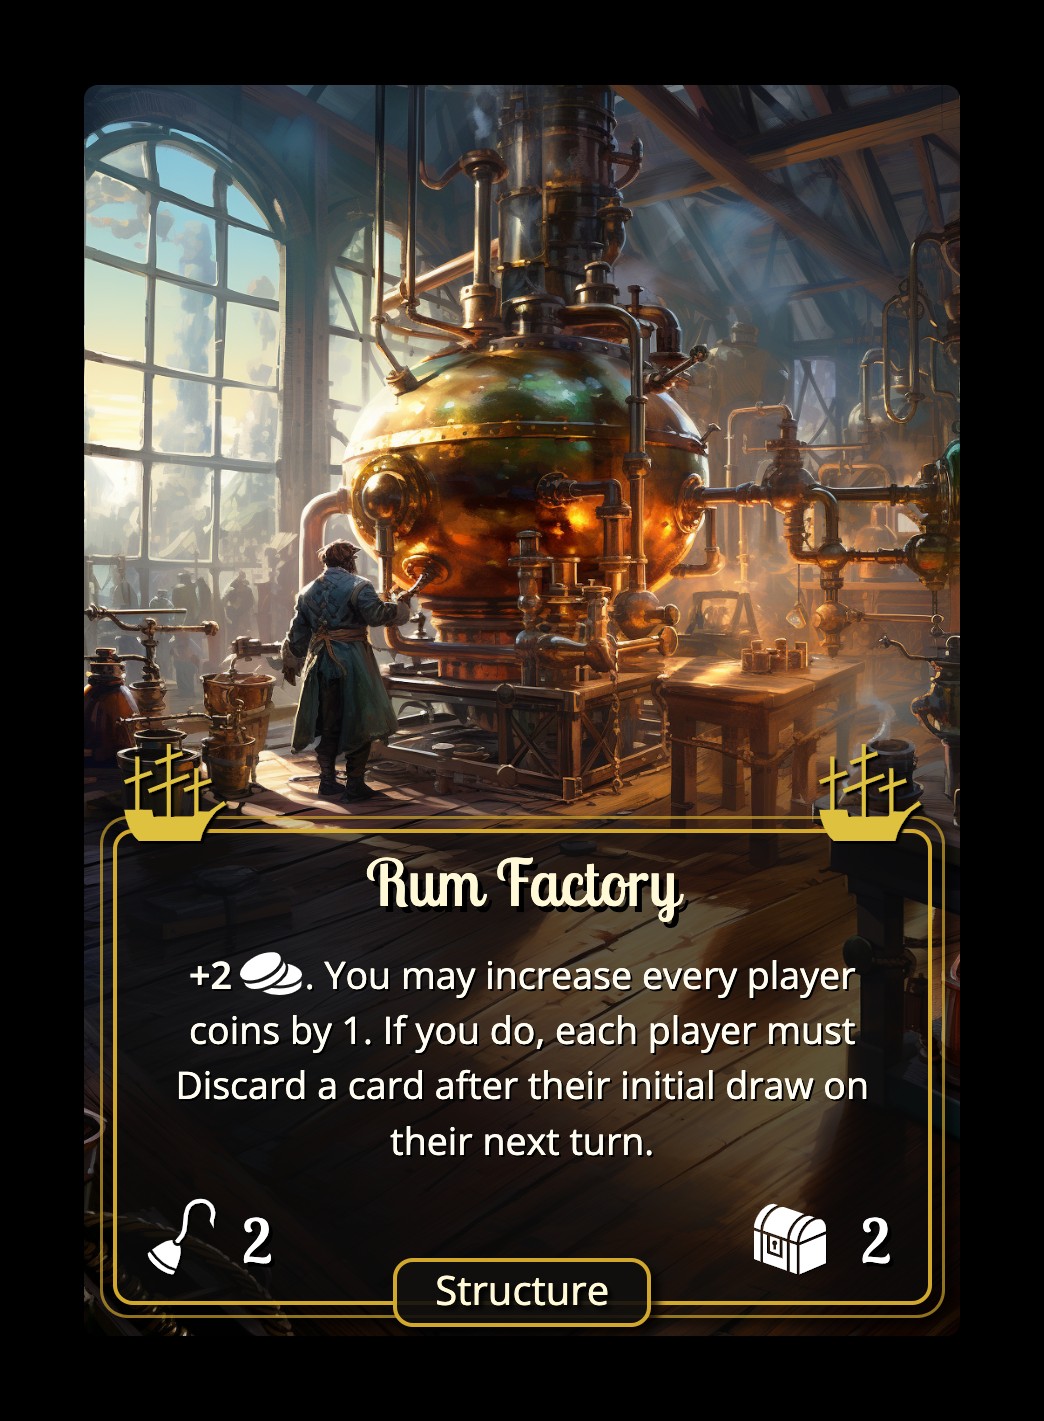 Rum Factory
+2 . You may increase every player
coins by 1. If you do, each player must
Discard a card after their initial draw on
their next turn.
2 2
Structure